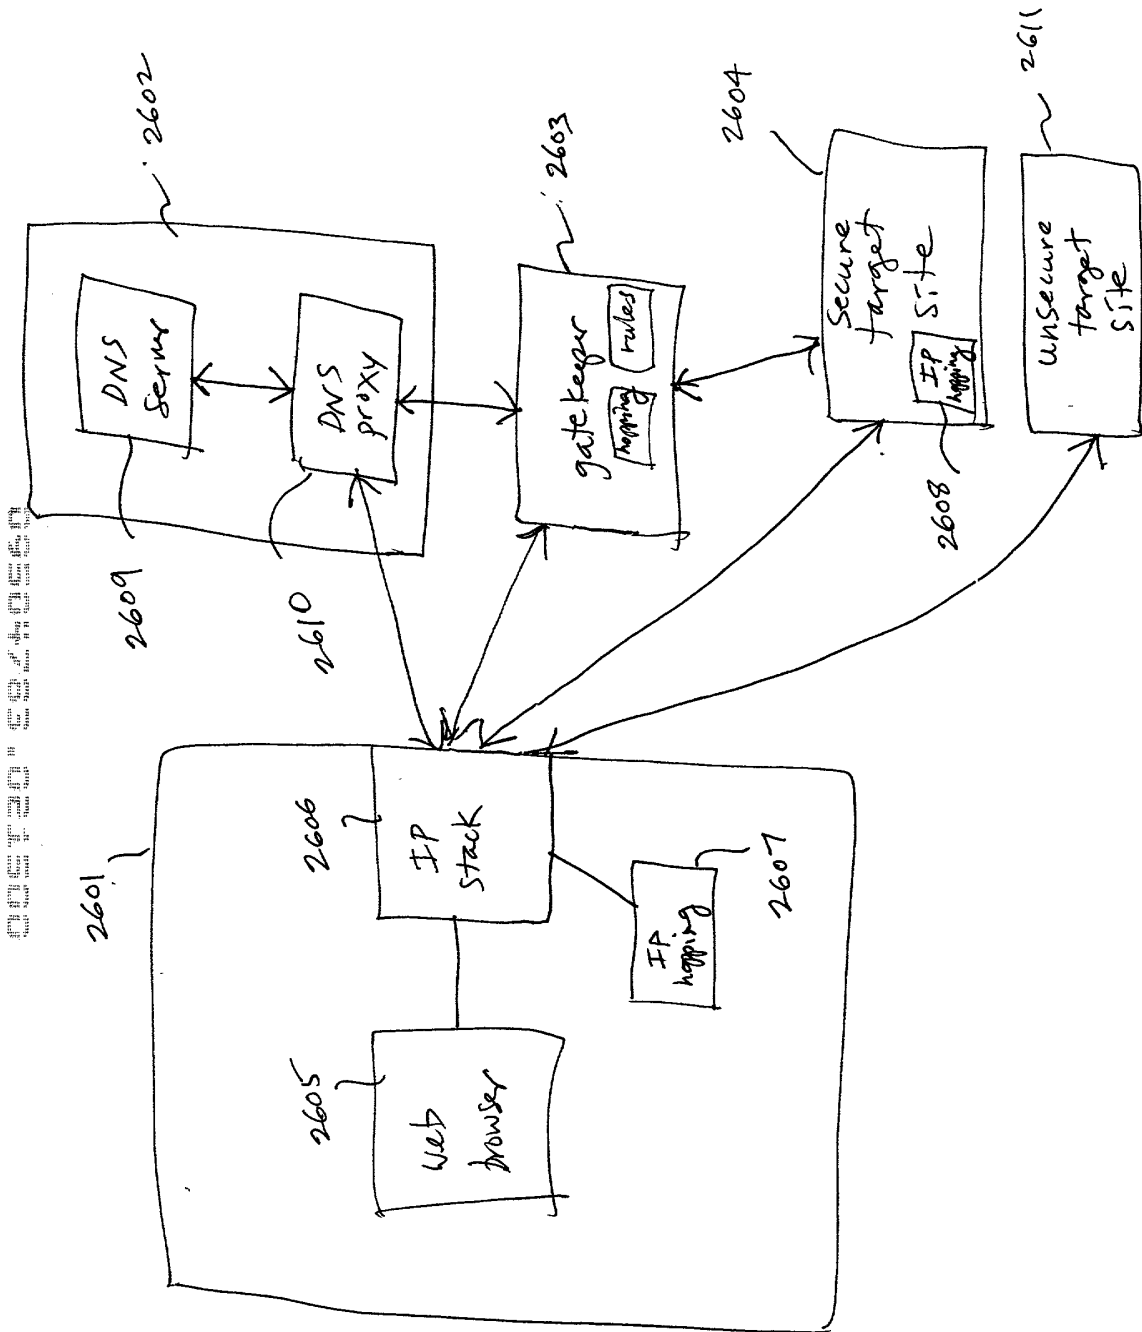 2602
DNS
Server
DNS
proxy
2609
2610
2603
gatekeeper
hopping
rules
2604
Secure
target
site
IP
hopping
2608
2611
unsecure
target
site
2601
2606
IP
stack
2605
web
browser
IP
hopping
2607